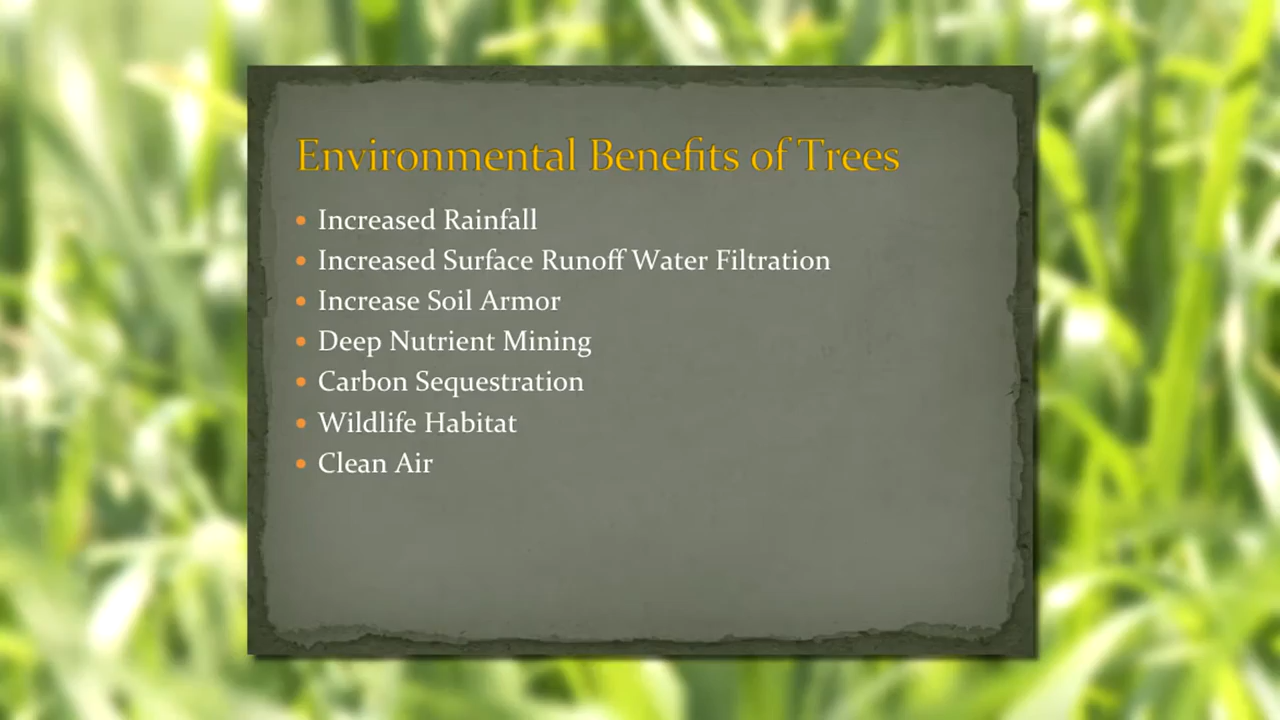 Environmental Benefits of Trees
• Increased Rainfall
• Increased Surface Runoff Water Filtration
• Increase Soil Armor
• Deep Nutrient Mining
• Carbon Sequestration
• Wildlife Habitat
• Clean Air